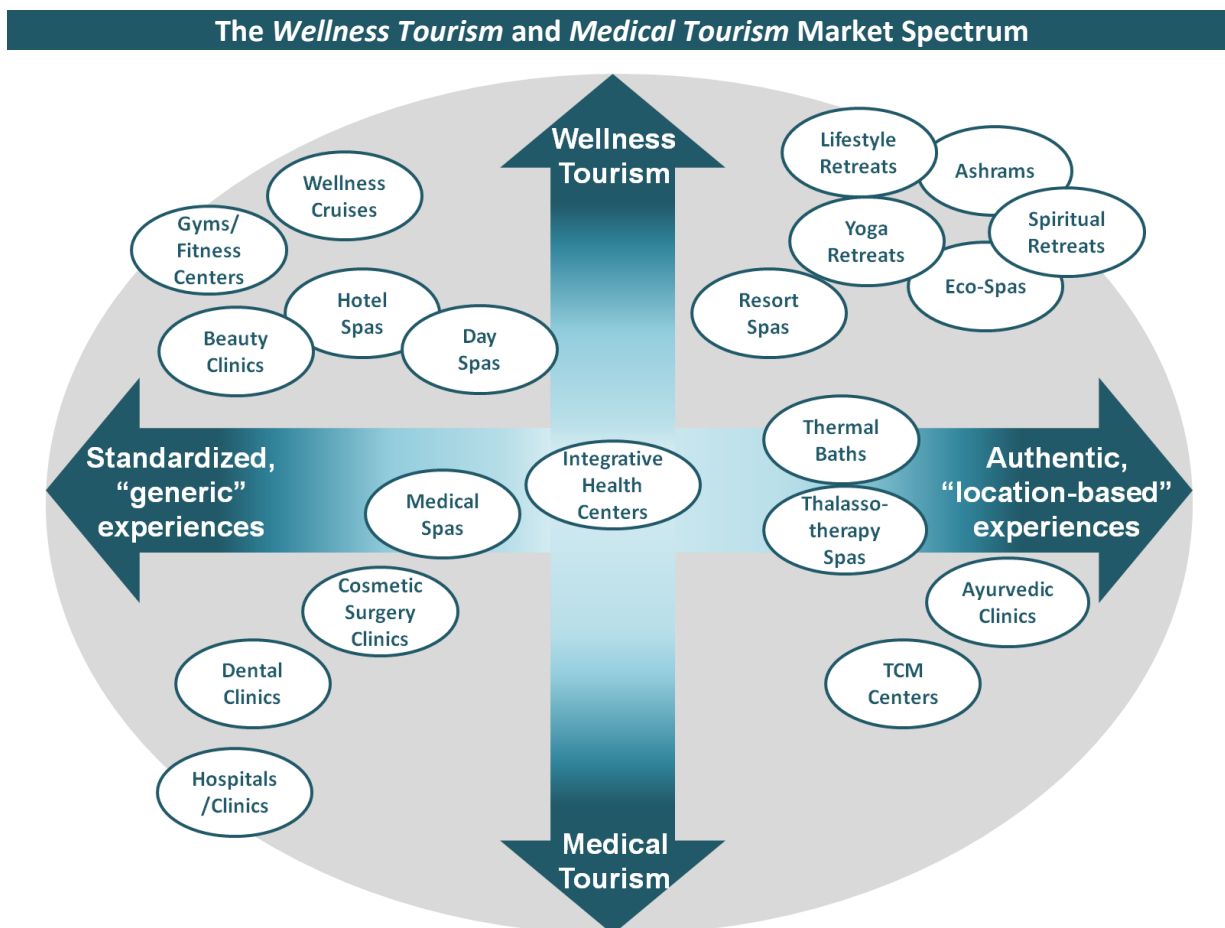 The Wellness Tourism and Medical Tourism Market Spectrum
Wellness
Tourism
Lifestyle
Retreats
Ashrams
Wellness
Cruises
Gyms/
Fitness
Centers
Yoga
Retreats
Spiritual
Retreats
Hotel
Spas
Resort
Spas
Eco-Spas
Beauty
Clinics
Day
Spas
Thermal
Baths
Standardized,
“generic”
experiences
Integrative
Health
Centers
Authentic,
“location-based”
experiences
Medical
Spas
Thalasso-
therapy
Spas
Cosmetic
Surgery
Clinics
Ayurvedic
Clinics
Dental
Clinics
TCM
Centers
Hospitals
/Clinics
Medical
Tourism